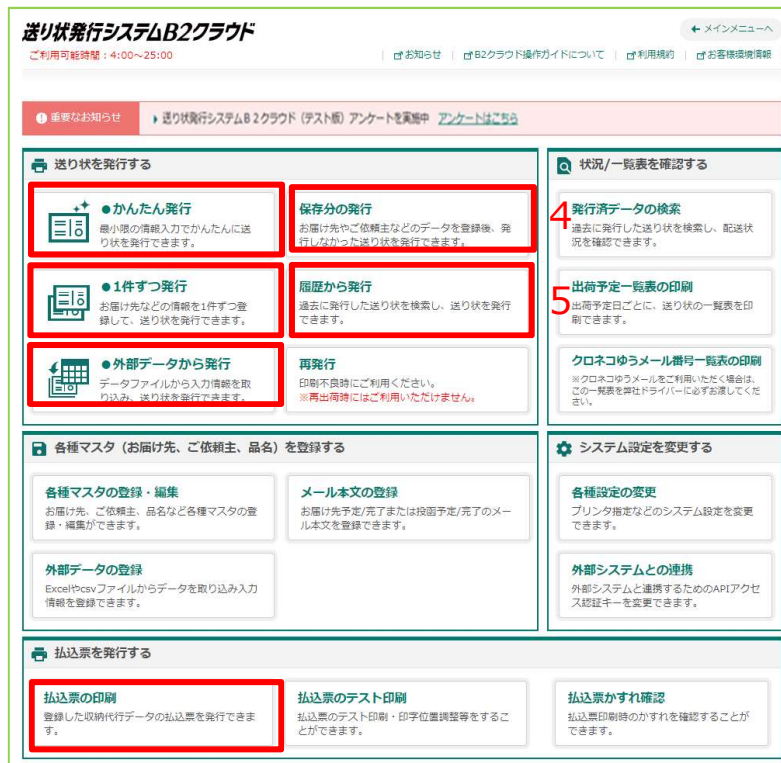 送り状発行システムB2クラウド
← メインメニューへ
ご利用可能時間：4:00～25:00
お知らせ
B2クラウド操作ガイドについて
利用規約
お客様環境情報
重要なお知らせ
送り状発行システムB2クラウド（テスト版）アンケートを実施中 アンケートはこちら
送り状を発行する
●かんたん発行
最小限の情報入力でかんたんに送
り状を発行できます。
保存分の発行
お届け先やご依頼主などのデータを登録後、発
行しなかった送り状を発行できます。
●1件ずつ発行
お届け先などの情報を1件ずつ登
録して、送り状を発行できます。
履歴から発行
過去に発行した送り状を検索し、送り状を発行
できます。
●外部データから発行
データファイルから入力情報を取
り込み、送り状を発行できます。
再発行
印刷不良時にご利用ください。
※再出荷時にはご利用いただけません。
状況/一覧表を確認する
4
発行済データの検索
過去に発行した送り状を検索し、配送状
況を確認できます。
5
出荷予定一覧表の印刷
出荷予定日ごとに、送り状の一覧表を印
刷できます。
クロネコゆうメール番号一覧表の印刷
※クロネコゆうメールをご利用いただく場合は、
この一覧表を弊社ドライバーに必ずお渡しくだ
さい。
各種マスタ（お届け先、ご依頼主、品名）を登録する
各種マスタの登録・編集
お届け先、ご依頼主、品名など各種マスタの登
録・編集ができます。
メール本文の登録
お届け先予定/完了または投函予定/完了のメー
ル本文を登録できます。
外部データの登録
Excelやcsvファイルからデータを取り込み入力
情報を登録できます。
システム設定を変更する
各種設定の変更
プリンタ指定などのシステム設定を変更
できます。
外部システムとの連携
外部システムと連携するためのAPIアクセ
ス認証キーを変更できます。
払込票を発行する
払込票の印刷
登録した収納代行データの払込票を発行できま
す。
払込票のテスト印刷
払込票のテスト印刷・印字位置調整等をするこ
とができます。
払込票かすれ確認
払込票印刷時のかすれを確認することが
できます。